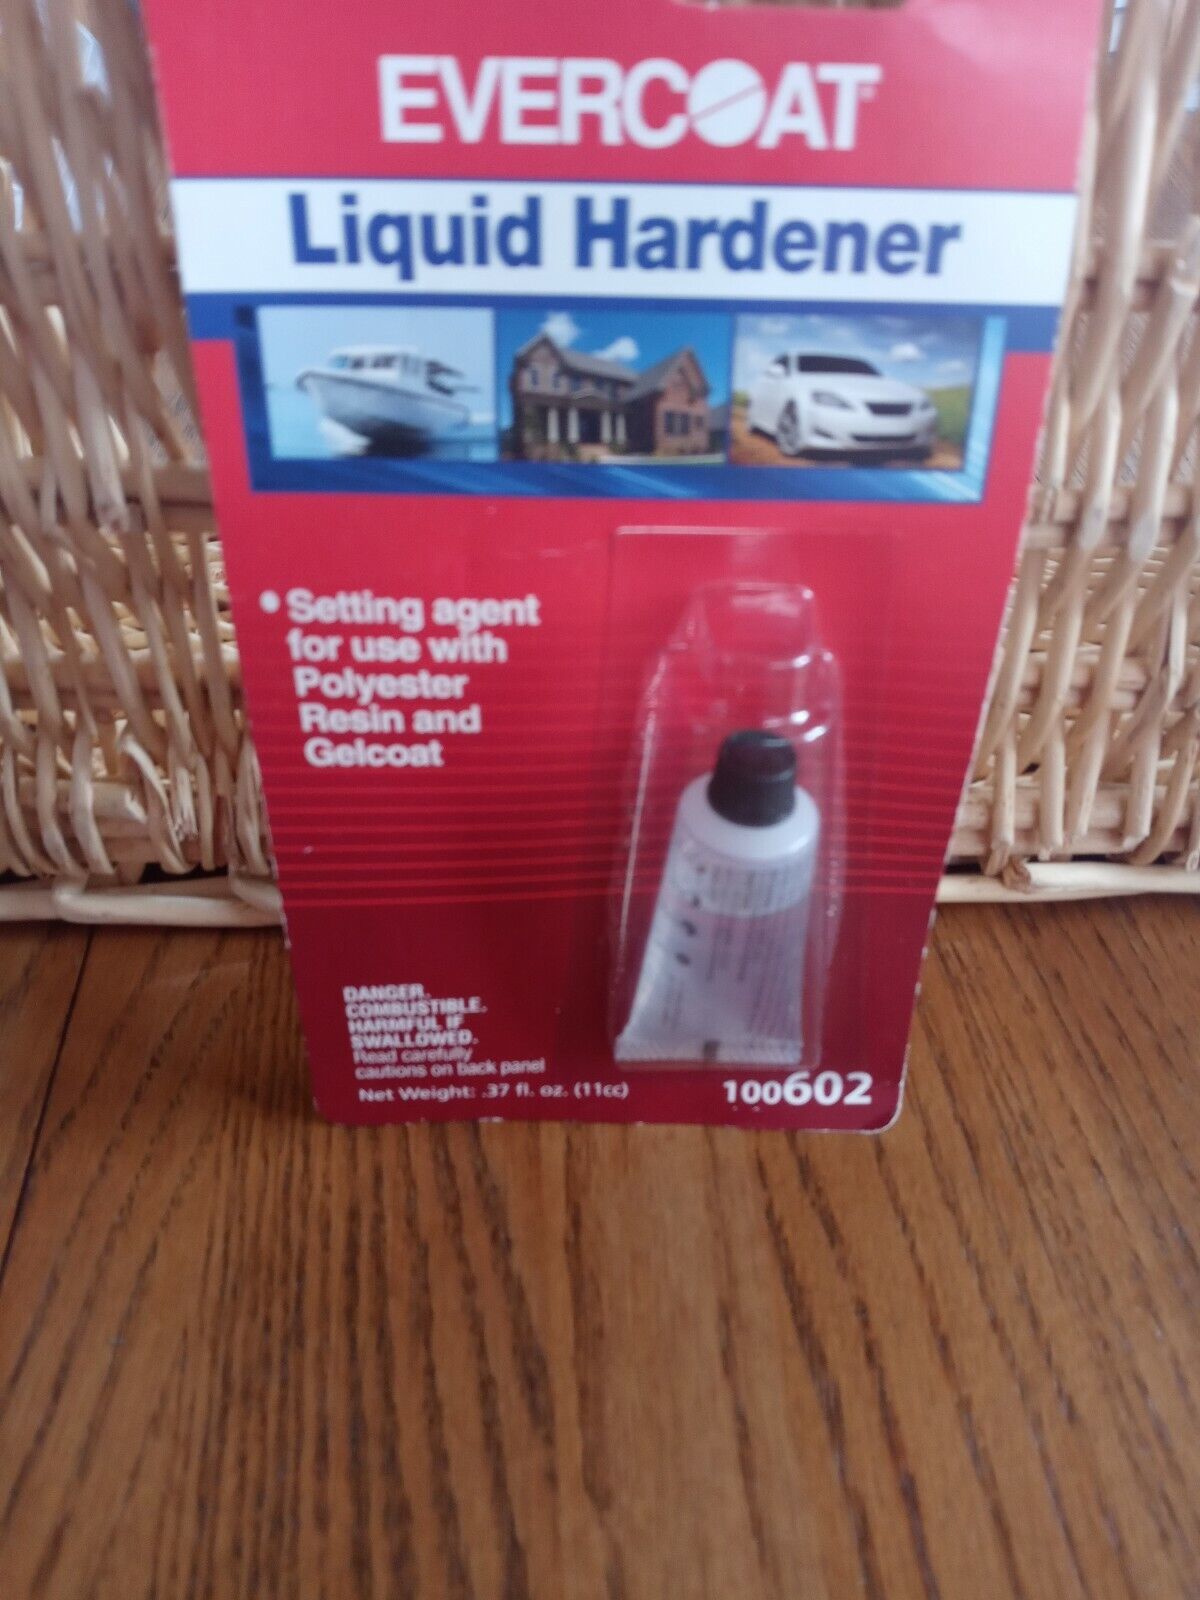 EVERCOAT
Liquid Hardener
• Setting agent
for use with
Polyester
Resin and
Gelcoat
DANGER.
COMBUSTIBLE.
HARMFUL IF
SWALLOWED.
Read carefully
cautions on back panel
Net Weight: .37 fl. oz. (11cc)
100602